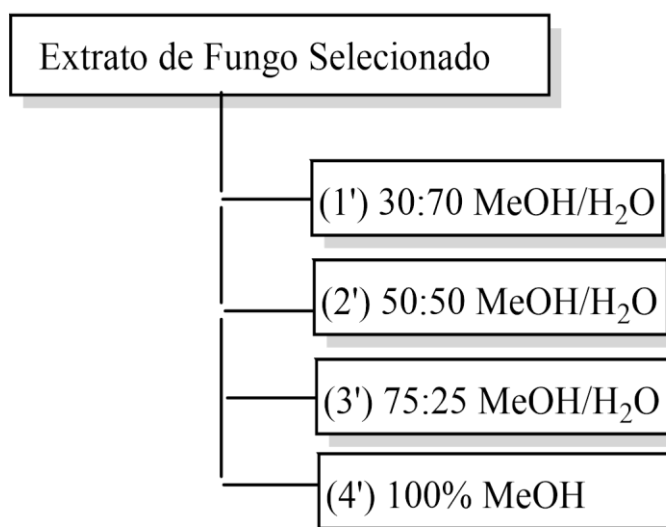 Extrato de Fungo Selecionado
(1') 30:70 MeOH/H₂O
(2') 50:50 MeOH/H₂O
(3') 75:25 MeOH/H₂O
(4') 100% MeOH